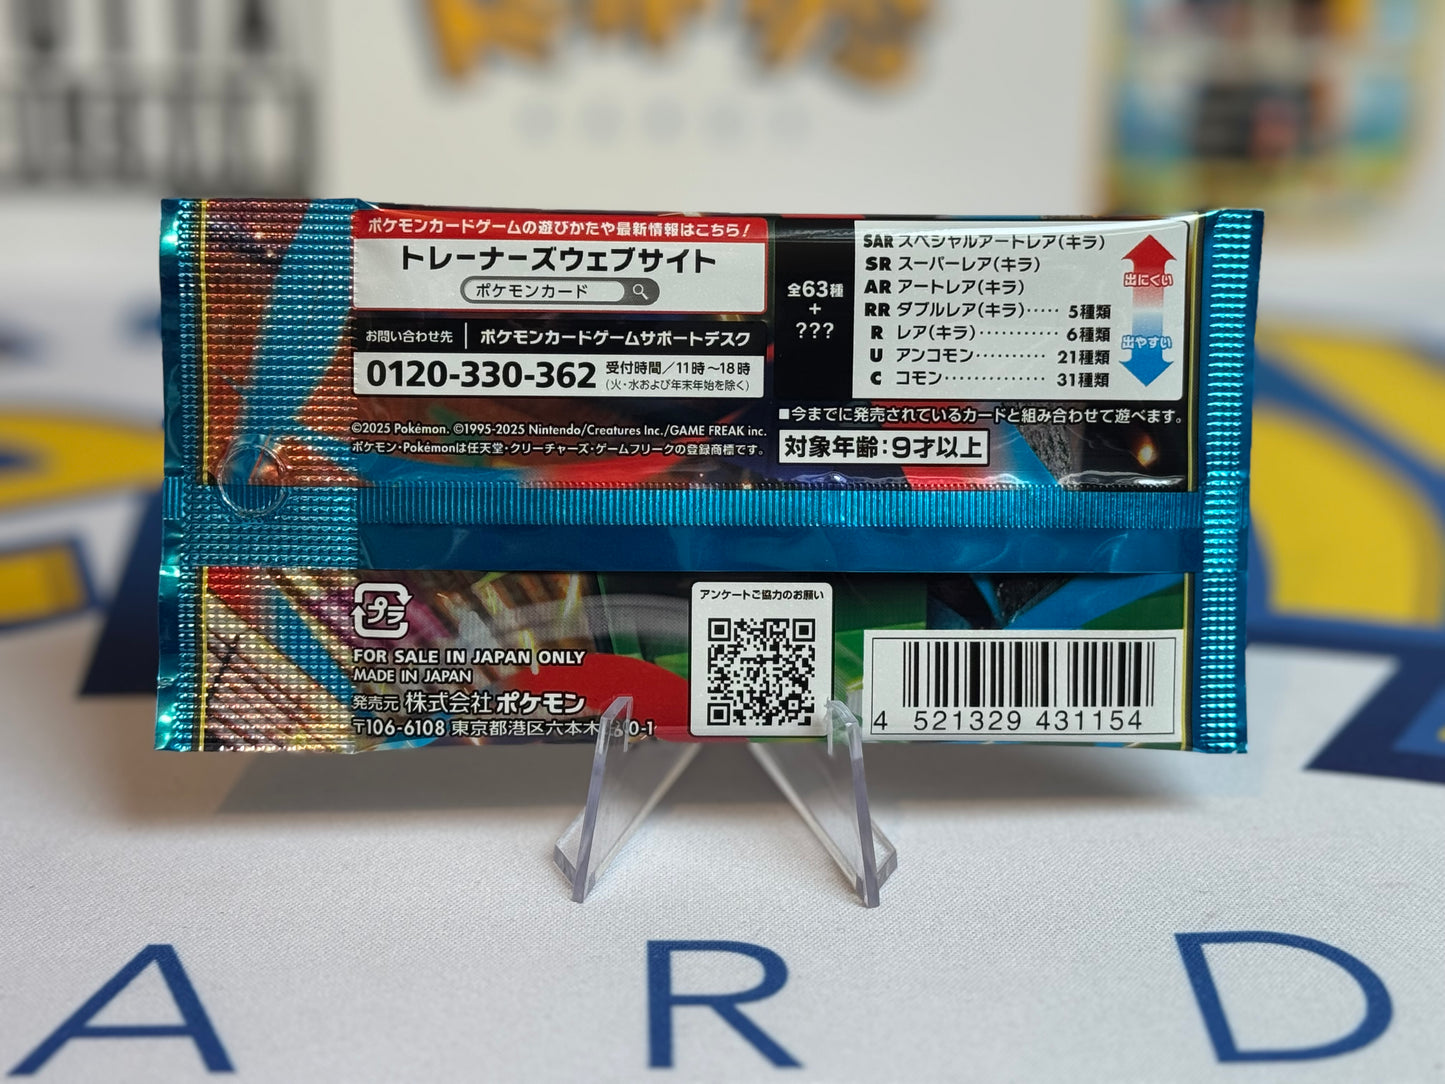 ポケモンカードゲームの遊びかたや最新情報はこちら!
トレーナーズウェブサイト
ポケモンカード
お問い合わせ先 ポケモンカードゲームサポートデスク
0120-330-362 受付時間/11時～18時
(火・水および年末年始を除く)
©2025 Pokémon. ©1995-2025 Nintendo/Creatures Inc./GAME FREAK inc.
ポケモン・Pokémonは任天堂・クリーチャーズ・ゲームフリークの登録商標です。
全63種
+
???
SAR スペシャルアートレア(キラ)
SR スーパーレア(キラ)
AR アートレア(キラ)
RR ダブルレア(キラ)····· 5種類
R レア(キラ)··········· 6種類
U アンコモン·········· 21種類
C コモン·············· 31種類
出にくい
出やすい
■今までに発売されているカードと組み合わせて遊べます。
対象年齢:9才以上
プラ
FOR SALE IN JAPAN ONLY
MADE IN JAPAN
発売元 株式会社ポケモン
〒106-6108 東京都港区六本木
アンケートご協力のお願い
4 521329 431154
A R D